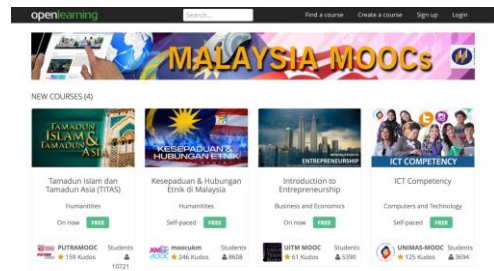 openlearning Search... Find a course Create a course Sign up Login
MALAYSIA MOOCs
NEW COURSES (4)
TAMADUN
ISLAM &
TAMADUN
ASIA
KESEPADUAN &
HUBUNGAN ETNIK
ENTREPRENEURSHIP
ICT COMPETENCY
Tamadun Islam dan
Tamadun Asia (TITAS)
Kesepaduan & Hubungan
Etnik di Malaysia
Introduction to
Entrepreneurship
ICT Competency
Humanitites
Humanitites
Business and Economics
Computers and Technology
On now FREE
Self-paced FREE
On now FREE
Self-paced FREE
PUTRAMOOC Students
159 Kudos
10721
moocukm Students
246 Kudos 8608
UITM MOOC Students
61 Kudos 5390
UNIMAS-MOOC Students
125 Kudos 3694